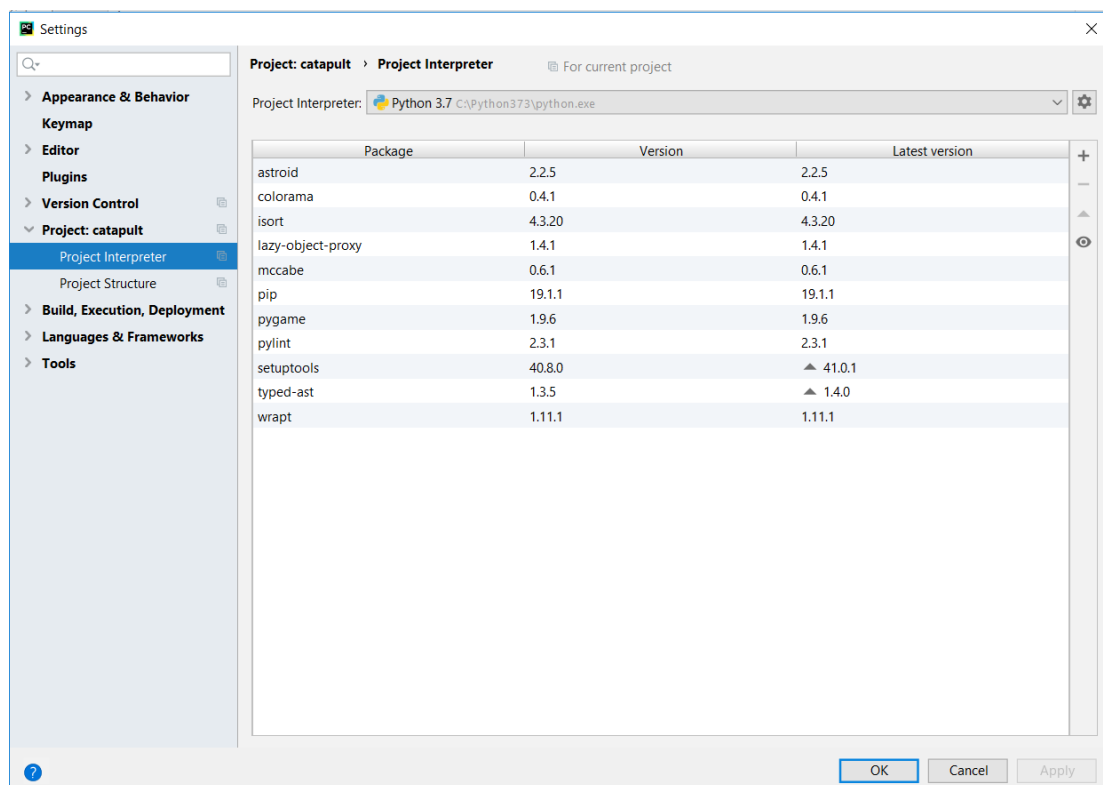 Settings
Appearance & Behavior
Keymap
Editor
Plugins
Version Control
Project: catapult
Project Interpreter
Project Structure
Build, Execution, Deployment
Languages & Frameworks
Tools
Project: catapult › Project Interpreter For current project
Project Interpreter: Python 3.7 C:\Python373\python.exe
Package Version Latest version
astroid 2.2.5 2.2.5
colorama 0.4.1 0.4.1
isort 4.3.20 4.3.20
lazy-object-proxy 1.4.1 1.4.1
mccabe 0.6.1 0.6.1
pip 19.1.1 19.1.1
pygame 1.9.6 1.9.6
pylint 2.3.1 2.3.1
setuptools 40.8.0 41.0.1
typed-ast 1.3.5 1.4.0
wrapt 1.11.1 1.11.1
? OK Cancel Apply